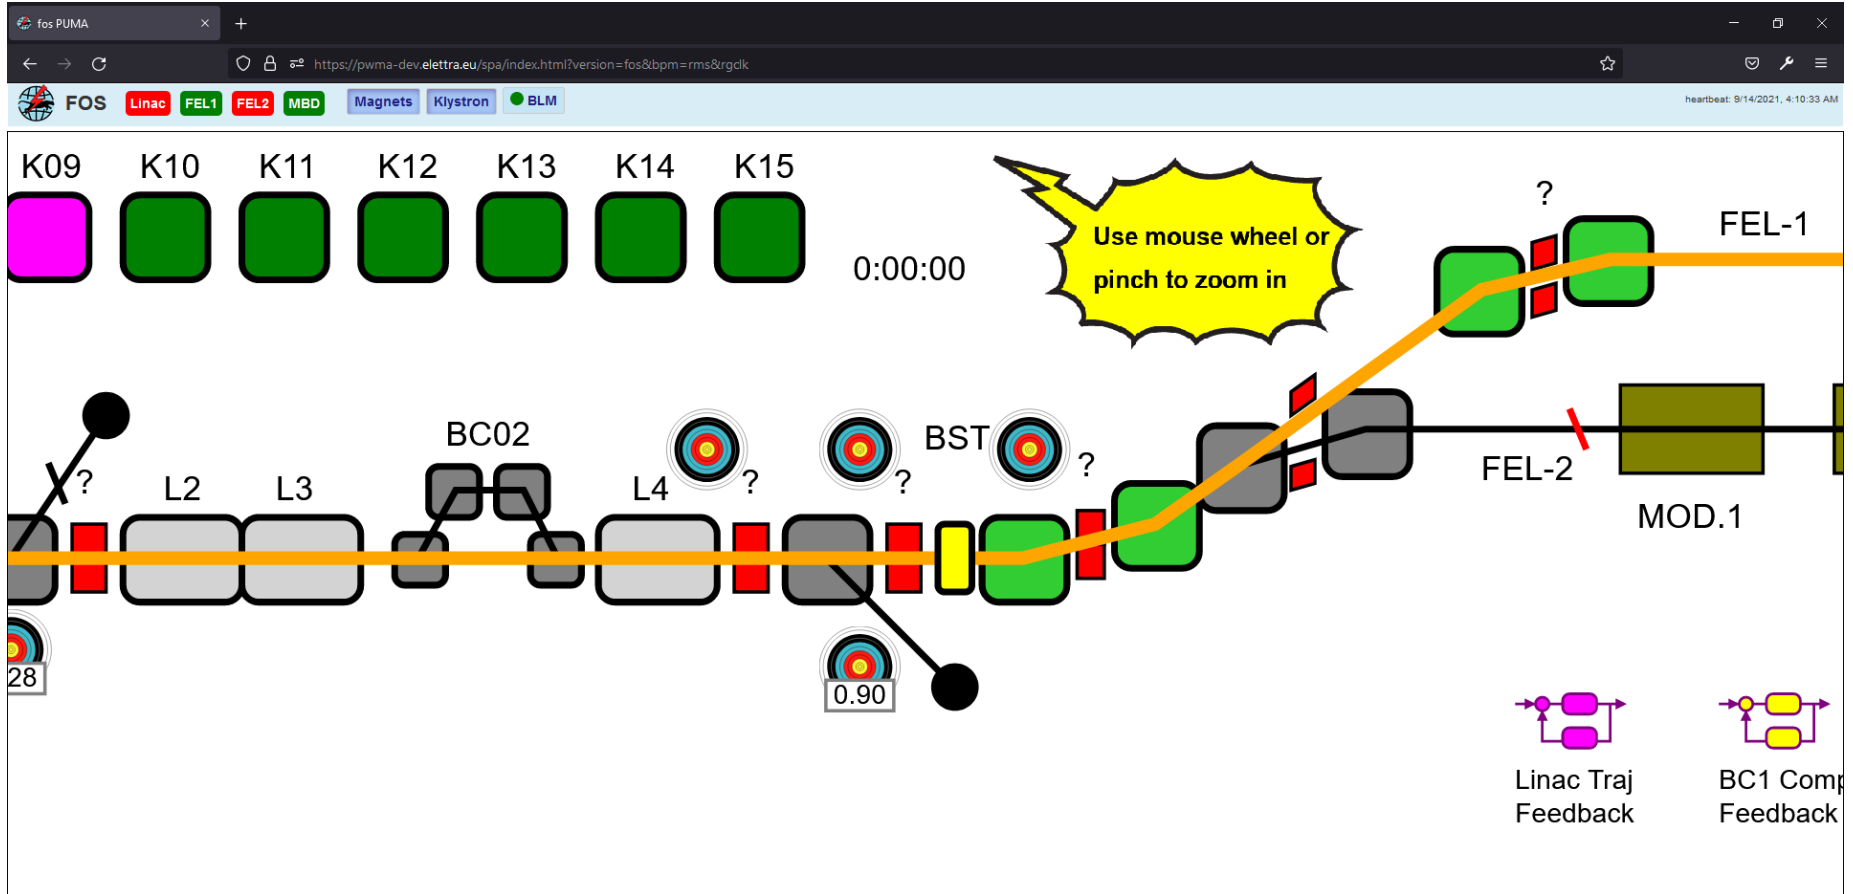 fos PUMA
https://pwma-dev.elettra.eu/spa/index.html?version=fos&bpm=rms&rgclk
FOS Linac FEL1 FEL2 MBD Magnets Klystron BLM
heartbeat: 9/14/2021, 4:10:33 AM
K09 K10 K11 K12 K13 K14 K15
0:00:00
Use mouse wheel or
pinch to zoom in
?
FEL-1
BC02
BST
?
FEL-2
? L2 L3 L4 ? ?
MOD.1
28
0.90
Linac Traj
Feedback
BC1 Comp
Feedback